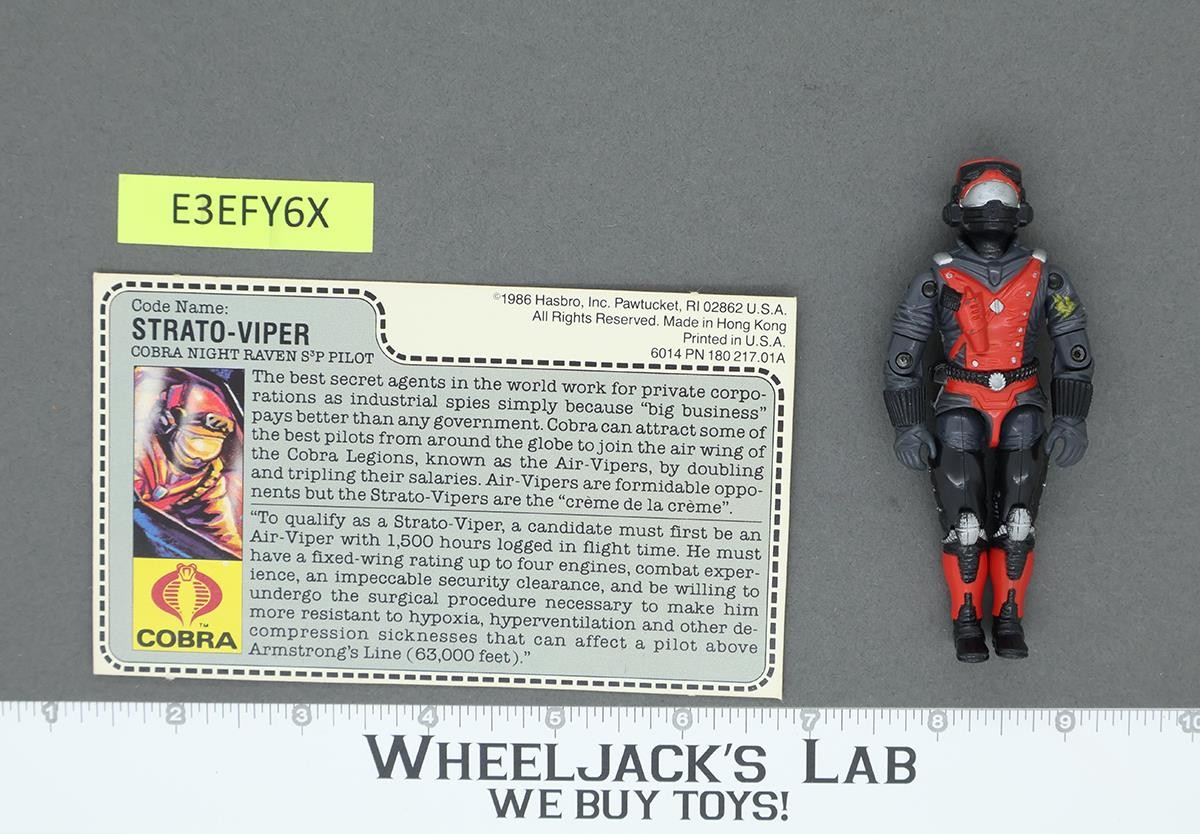 E3EFY6X
Code Name:
STRATO-VIPER
COBRA NIGHT RAVEN S³P PILOT
©1986 Hasbro, Inc. Pawtucket, RI 02862 U.S.A.
All Rights Reserved. Made in Hong Kong
Printed in U.S.A.
6014 PN 180 217.01A
The best secret agents in the world work for private corpo-
rations as industrial spies simply because “big business”
pays better than any government. Cobra can attract some of
the best pilots from around the globe to join the air wing of
the Cobra Legions, known as the Air-Vipers, by doubling
and tripling their salaries. Air-Vipers are formidable oppo-
nents but the Strato-Vipers are the “crème de la crème”.
“To qualify as a Strato-Viper, a candidate must first be an
Air-Viper with 1,500 hours logged in flight time. He must
have a fixed-wing rating up to four engines, combat exper-
ience, an impeccable security clearance, and be willing to
undergo the surgical procedure necessary to make him
more resistant to hypoxia, hyperventilation and other de-
compression sicknesses that can affect a pilot above
Armstrong's Line (63,000 feet).”
TM
COBRA
1 2 3 4 5 6 7 8 9 10
WHEELJACK'S LAB
WE BUY TOYS!